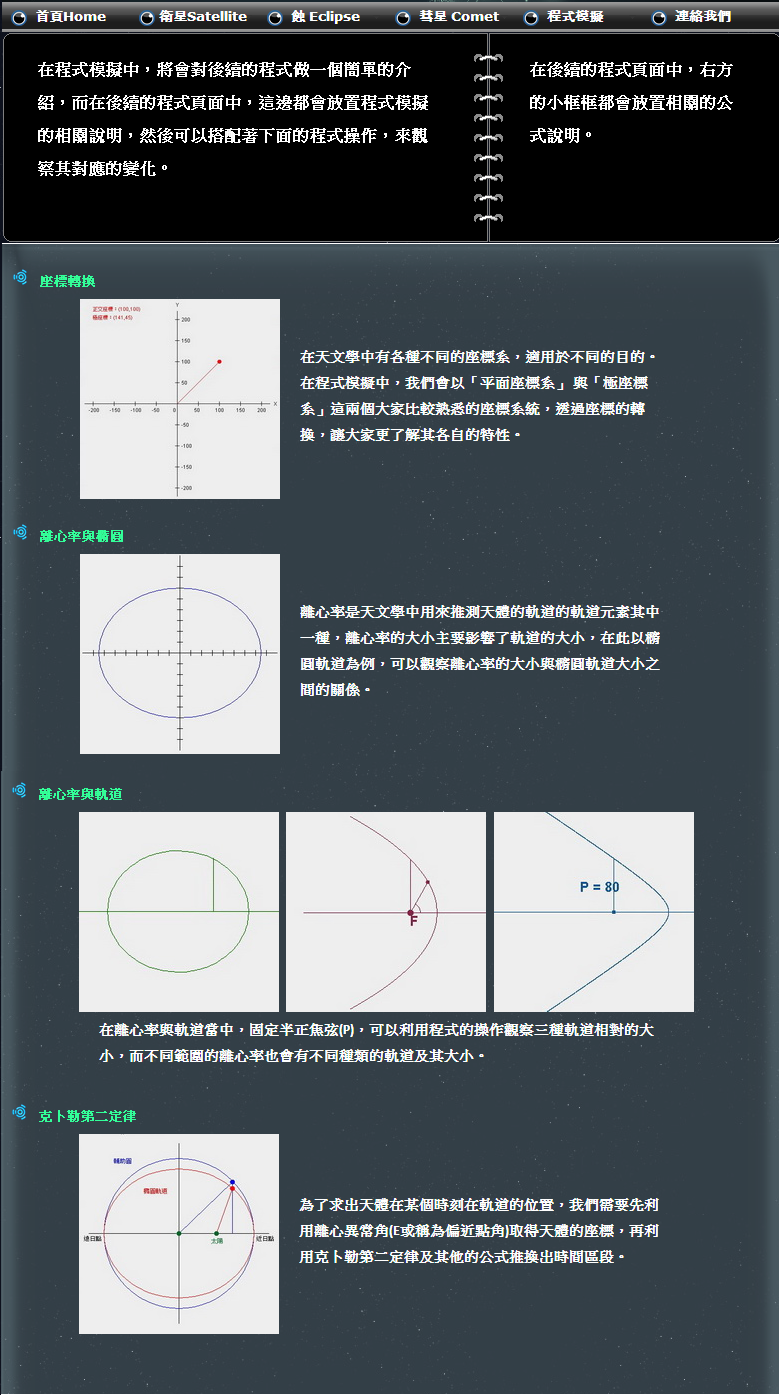 首頁Home 衛星Satellite 蝕 Eclipse 彗星 Comet 程式模擬 連絡我們
在程式模擬中，將會對後續的程式做一個簡單的介
紹，而在後續的程式頁面中，這邊都會放置程式模擬
的相關說明，然後可以搭配著下面的程式操作，來觀
察其對應的變化。
在後續的程式頁面中，右方
的小框框都會放置相關的公
式說明。
座標轉換
正交座標：(100,100)
極座標：(141,45)
Y
200
150
100
50
-200 -150 -100 -50 0 50 100 150 200 X
-50
-100
-150
-200
在天文學中有各種不同的座標系，適用於不同的目的。
在程式模擬中，我們會以「平面座標系」與「極座標
系」這兩個大家比較熟悉的座標系統，透過座標的轉
換，讓大家更了解其各自的特性。
離心率與橢圓
離心率是天文學中用來推測天體的軌道的軌道元素其中
一種，離心率的大小主要影響了軌道的大小，在此以橢
圓軌道為例，可以觀察離心率的大小與橢圓軌道大小之
間的關係。
離心率與軌道
F
P = 80
在離心率與軌道當中，固定半正焦弦(P)，可以利用程式的操作觀察三種軌道相對的大
小，而不同範圍的離心率也會有不同種類的軌道及其大小。
克卜勒第二定律
輔助圓
橢圓軌道
遠日點
太陽
近日點
為了求出天體在某個時刻在軌道的位置，我們需要先利
用離心異常角(E或稱為偏近點角)取得天體的座標，再利
用克卜勒第二定律及其他的公式推換出時間區段。